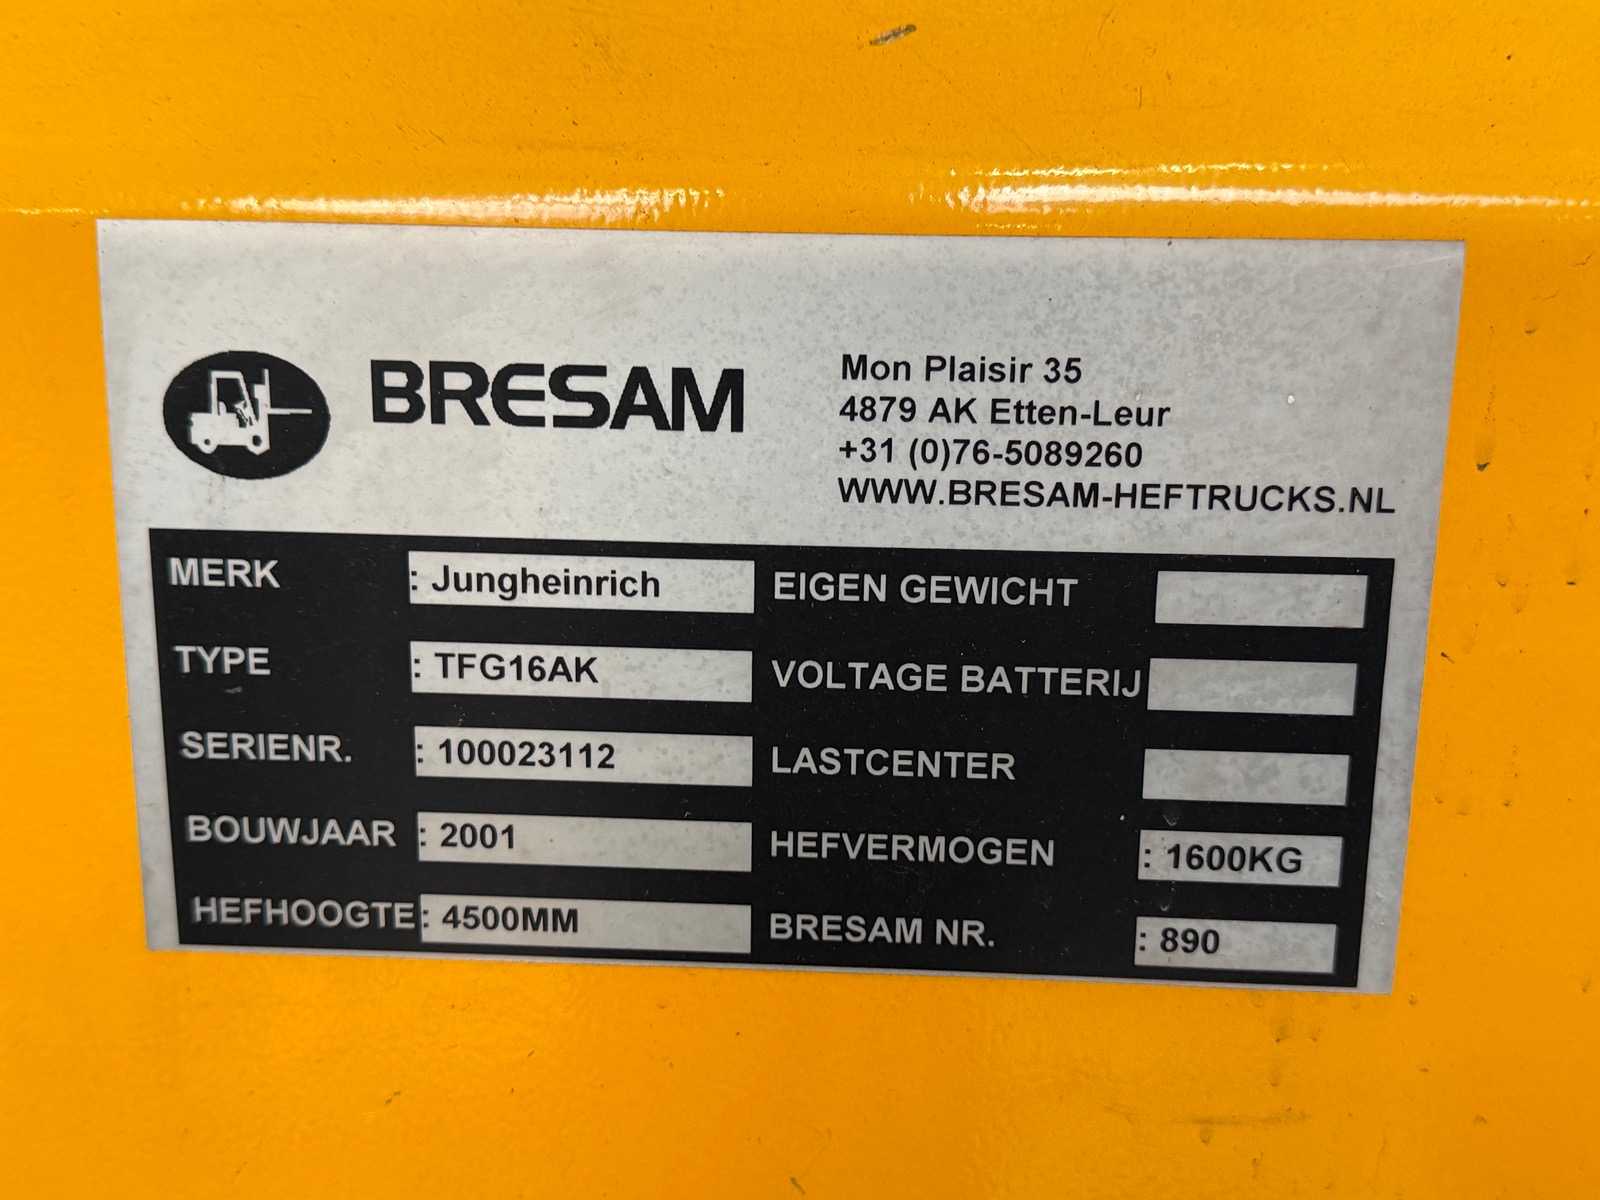 BRESAM
Mon Plaisir 35
4879 AK Etten-Leur
+31 (0)76-5089260
WWW.BRESAM-HEFTRUCKS.NL
MERK : Jungheinrich
TYPE : TFG16AK
SERIENR. : 100023112
BOUWJAAR : 2001
HEFHOOGTE : 4500MM
EIGEN GEWICHT
VOLTAGE BATTERIJ
LASTCENTER
HEFVERMOGEN : 1600KG
BRESAM NR. : 890